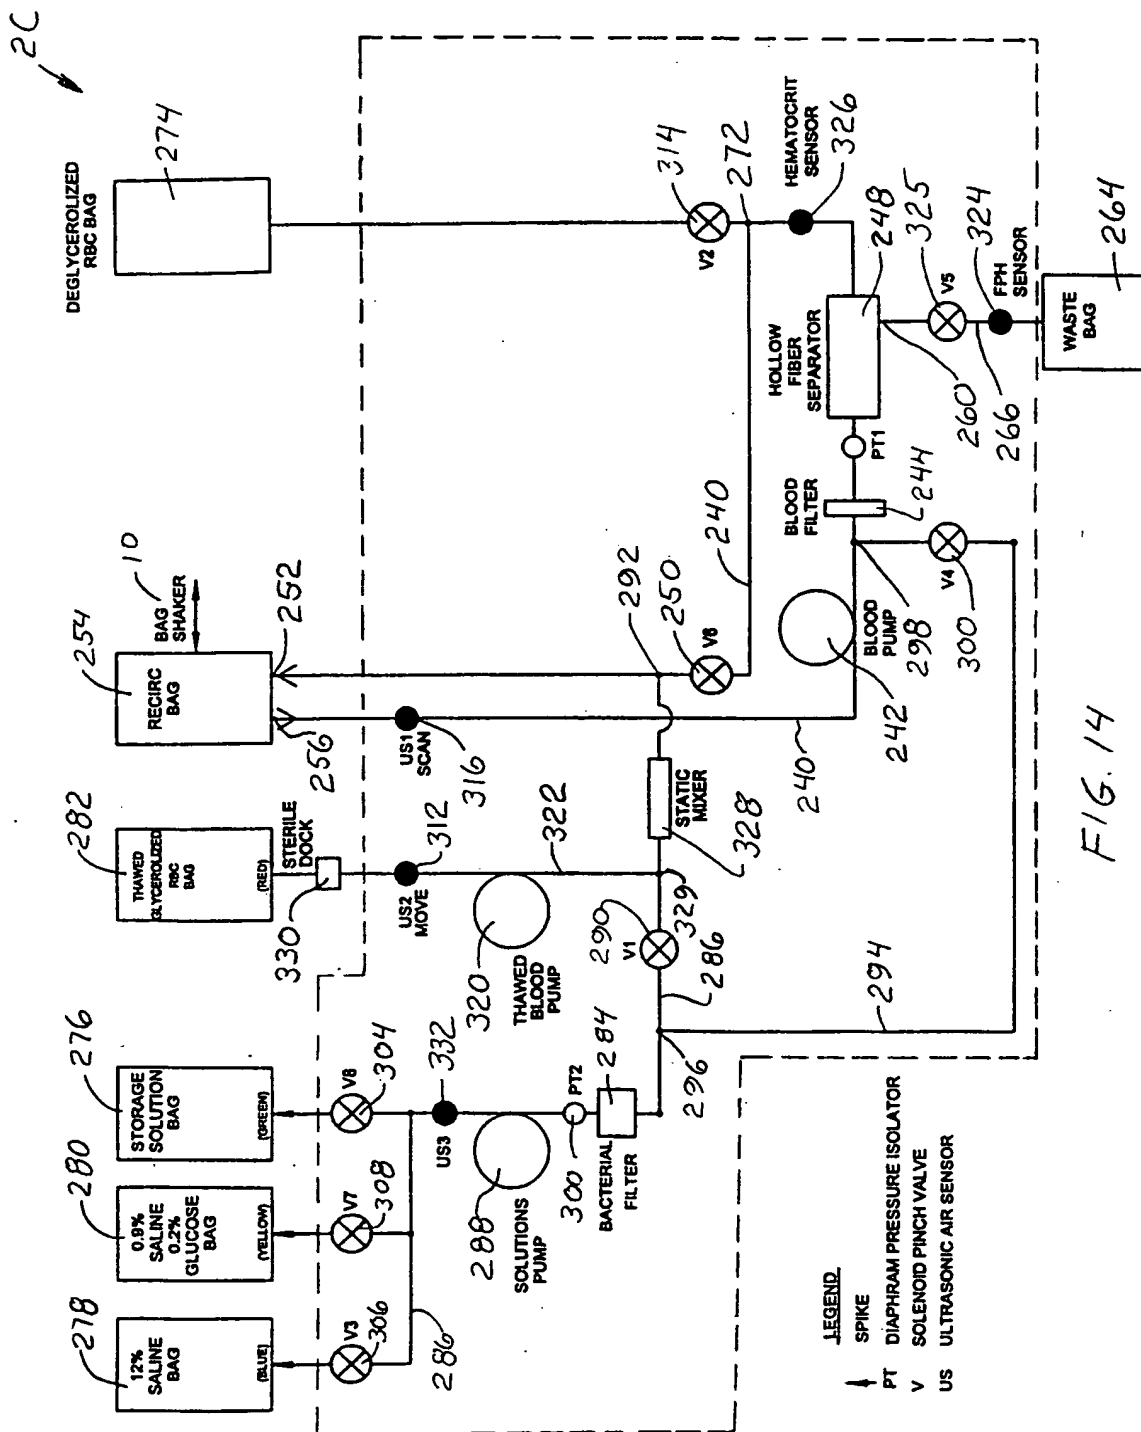 2C
274
DEGLYCEROLIZED
RBC BAG
314
V2
272
HEMATOCRIT
SENSOR
326
248
HOLLOW
FIBER
SEPARATOR
325
V5
324
FPH
SENSOR
260
266
WASTE
BAG
264
PT1
BLOOD
FILTER
244
V4
300
298
BLOOD
PUMP
242
240
240
254
10
BAG
SHAKER
RECIRC
BAG
252
256
292
250
V6
US1
SCAN
316
282
THAWED
GLYCEROLIZED
RBC
BAG
(RED)
STERILE
DOCK
330
US2
MOVE
312
322
320
THAWED
BLOOD
PUMP
STATIC
MIXER
328
329
290
V1
286
294
296
276
STORAGE
SOLUTION
BAG
(GREEN)
V8
304
280
0.9%
SALINE
0.2%
GLUCOSE
BAG
(YELLOW)
V7
308
278
12%
SALINE
BAG
(BLUE)
V3
306
286
332
US3
288
SOLUTIONS
PUMP
300
PT2
284
BACTERIAL
FILTER
LEGEND
SPIKE
PT DIAPHRAM PRESSURE ISOLATOR
V SOLENOID PINCH VALVE
US ULTRASONIC AIR SENSOR
FIG. 14